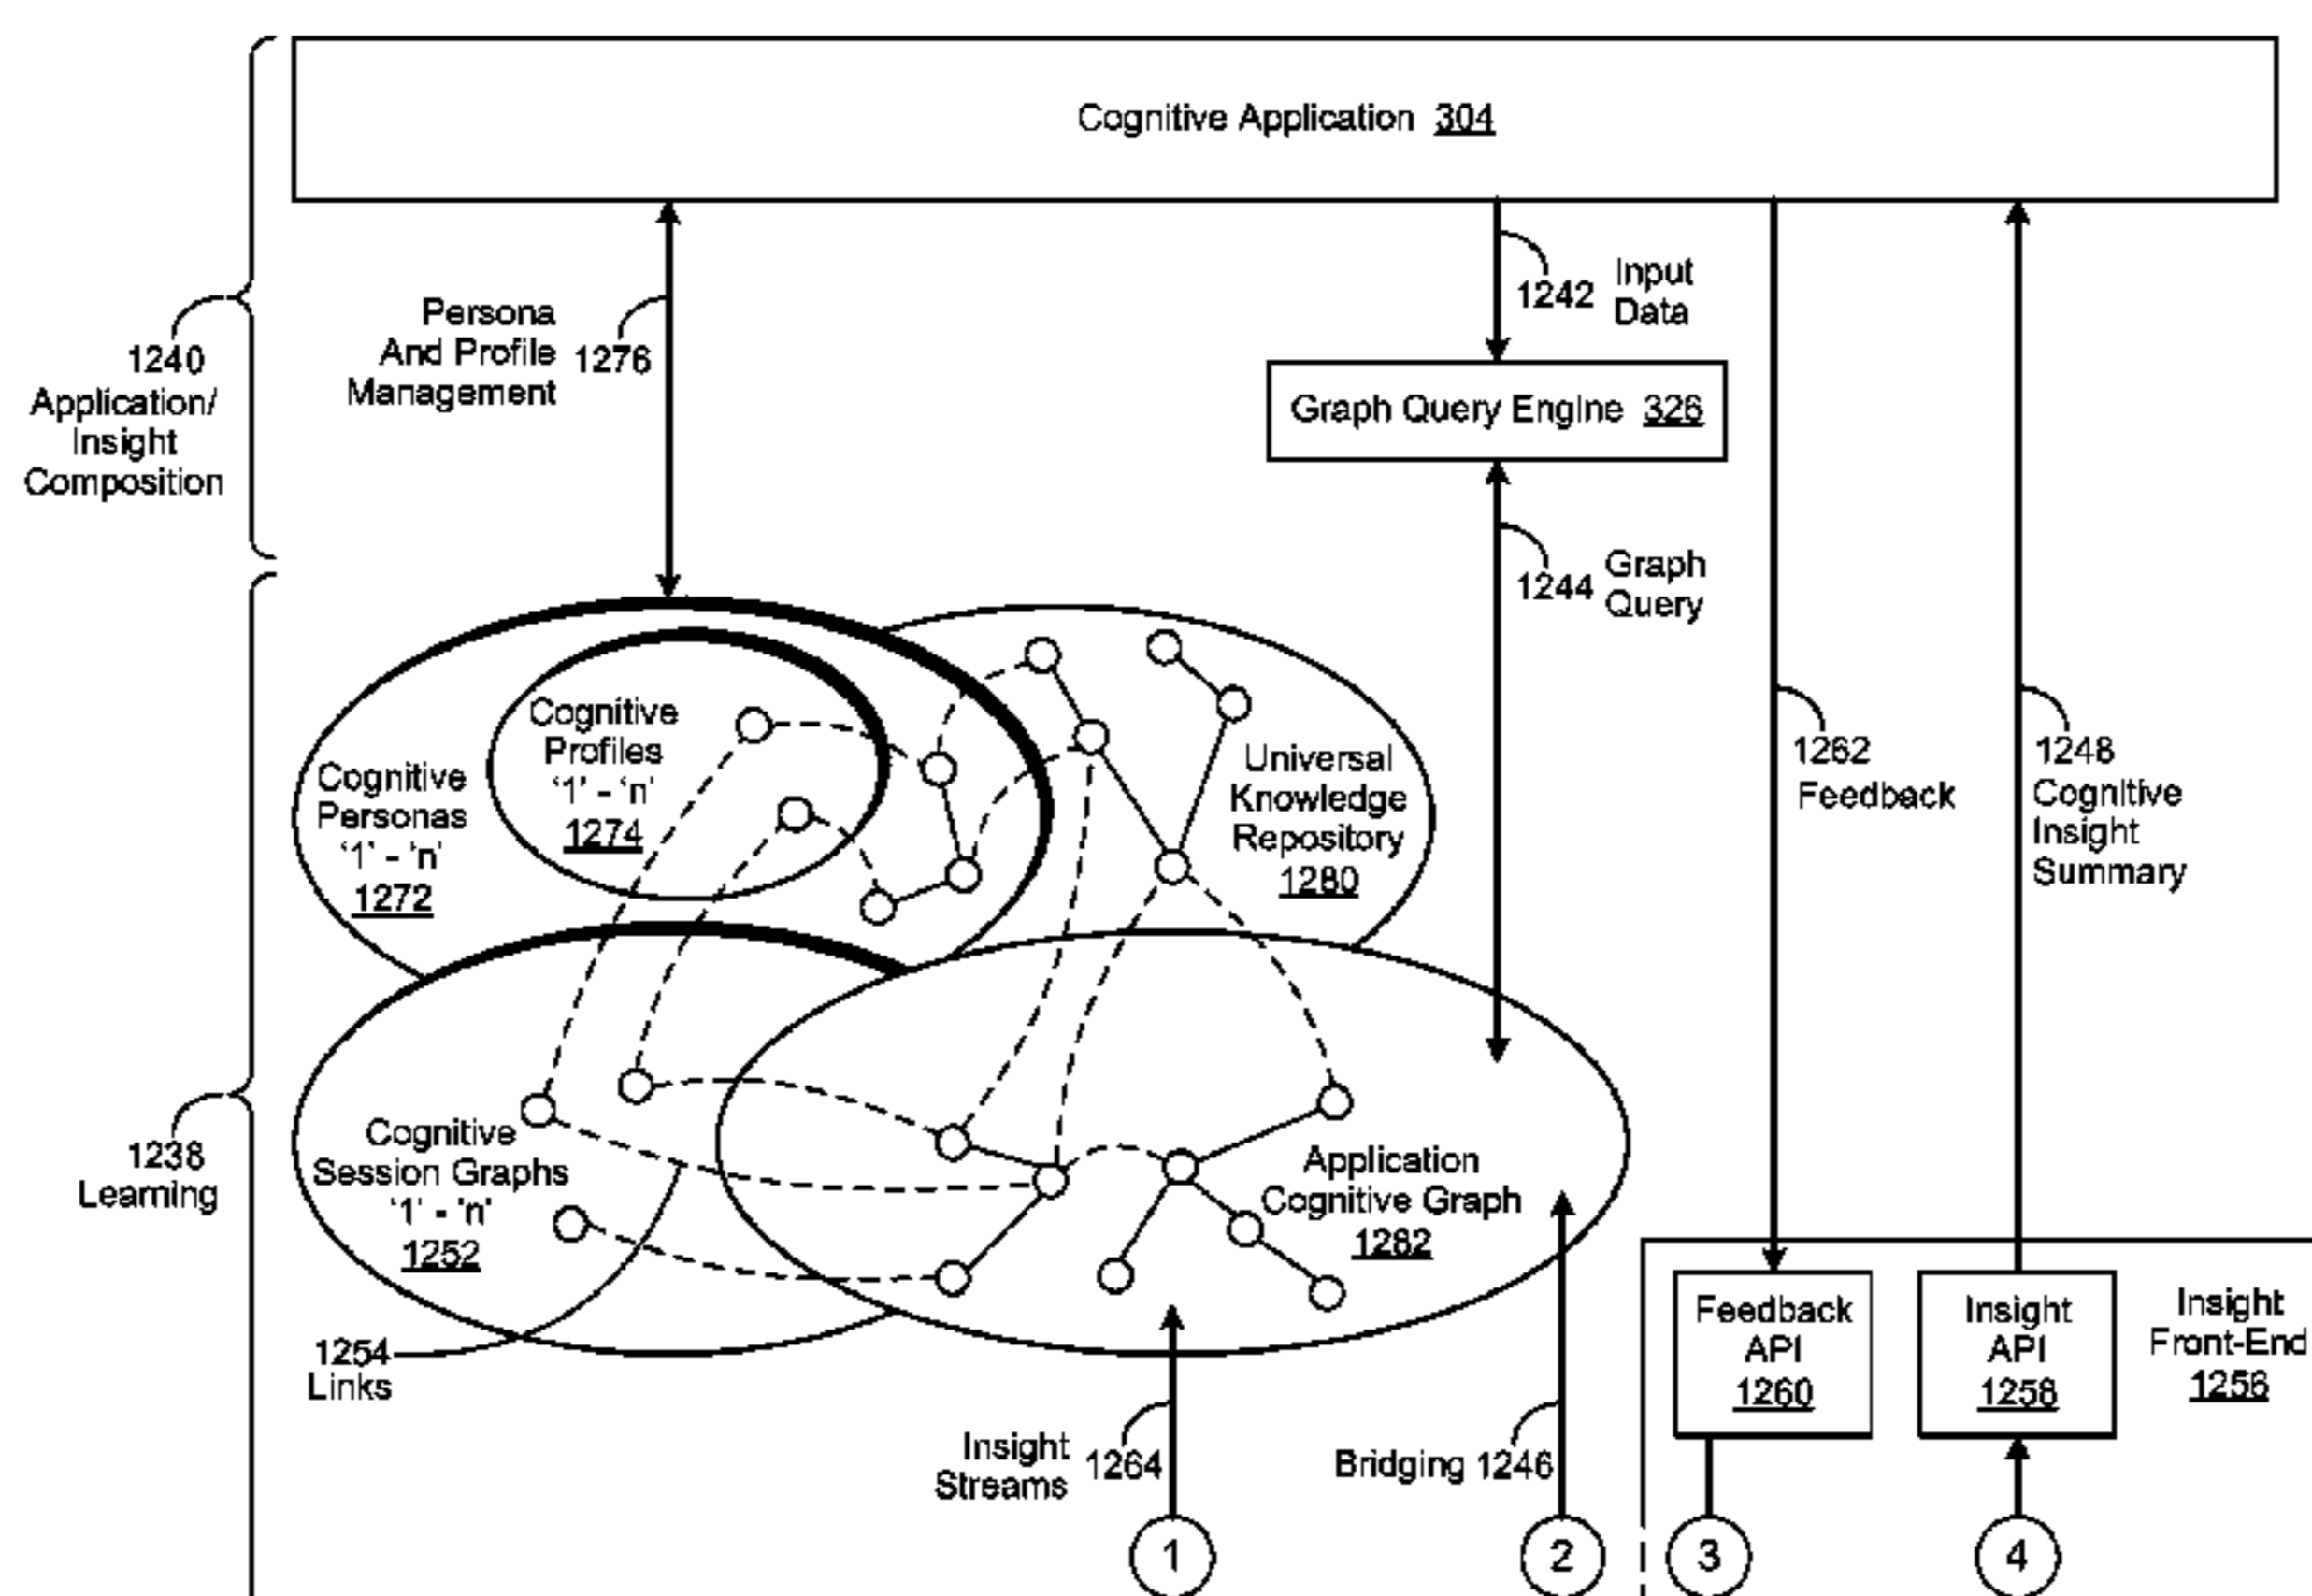 Cognitive Application 304
1240
Application/
Insight
Composition
Persona
And Profile
Management
1276
1242
Input
Data
Graph Query Engine 326
1244
Graph
Query
1262
Feedback
1248
Cognitive
Insight
Summary
Cognitive
Personas
‘1’ - ‘n’
1272
Cognitive
Profiles
‘1’ - ‘n’
1274
Universal
Knowledge
Repository
1280
1238
Learning
Cognitive
Session Graphs
‘1’ - ‘n’
1252
Application
Cognitive Graph
1282
1254
Links
Insight
Streams
1264
Bridging 1246
Feedback
API
1260
Insight
API
1258
Insight
Front-End
1256
1
2
3
4